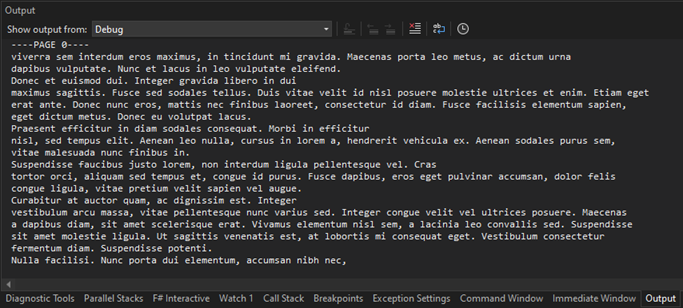 Output
Show output from: Debug
----PAGE 0----
viverra sem interdum eros maximus, in tincidunt mi gravida. Maecenas porta leo metus, ac dictum urna
dapibus vulputate. Nunc et lacus in leo vulputate eleifend.
Donec et euismod dui. Integer gravida libero in dui
maximus sagittis. Fusce sed sodales tellus. Duis vitae velit id nisl posuere molestie ultrices et enim. Etiam eget
erat ante. Donec nunc eros, mattis nec finibus laoreet, consectetur id diam. Fusce facilisis elementum sapien,
eget dictum metus. Donec eu volutpat lacus.
Praesent efficitur in diam sodales consequat. Morbi in efficitur
nisl, sed tempus elit. Aenean leo nulla, cursus in lorem a, hendrerit vehicula ex. Aenean sodales purus sem,
vitae malesuada nunc finibus in.
Suspendisse faucibus justo lorem, non interdum ligula pellentesque vel. Cras
tortor orci, aliquam sed tempus et, congue id purus. Fusce dapibus, eros eget pulvinar accumsan, dolor felis
congue ligula, vitae pretium velit sapien vel augue.
Curabitur at auctor quam, ac dignissim est. Integer
vestibulum arcu massa, vitae pellentesque nunc varius sed. Integer congue velit vel ultrices posuere. Maecenas
a dapibus diam, sit amet scelerisque erat. Vivamus elementum nisl sem, a lacinia leo convallis sed. Suspendisse
sit amet molestie ligula. Ut sagittis venenatis est, at lobortis mi consequat eget. Vestibulum consectetur
fermentum diam. Suspendisse potenti.
Nulla facilisi. Nunc porta dui elementum, accumsan nibh nec,
Diagnostic Tools Parallel Stacks F# Interactive Watch 1 Call Stack Breakpoints Exception Settings Command Window Immediate Window Output